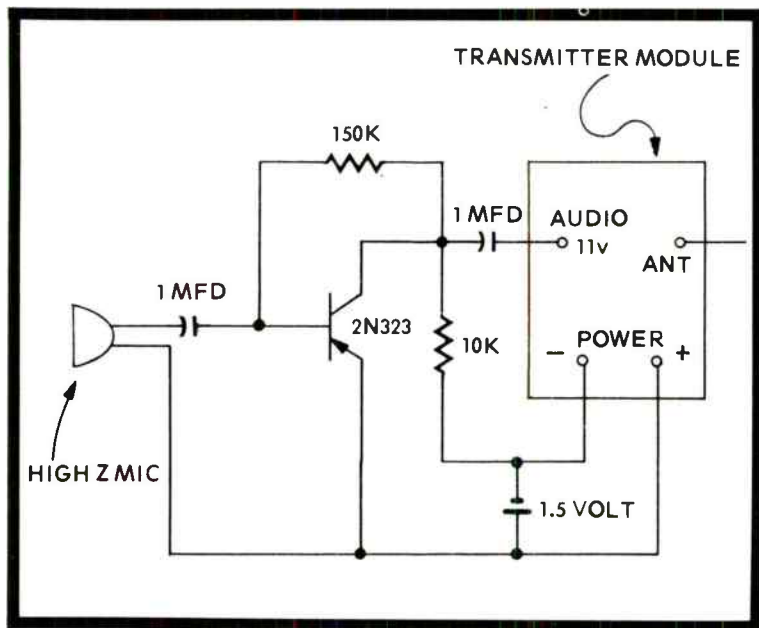 TRANSMITTER MODULE
150K
1 MFD
AUDIO
11v
ANT
1 MFD
2N323
10K
POWER
− +
HIGH Z MIC
1.5 VOLT